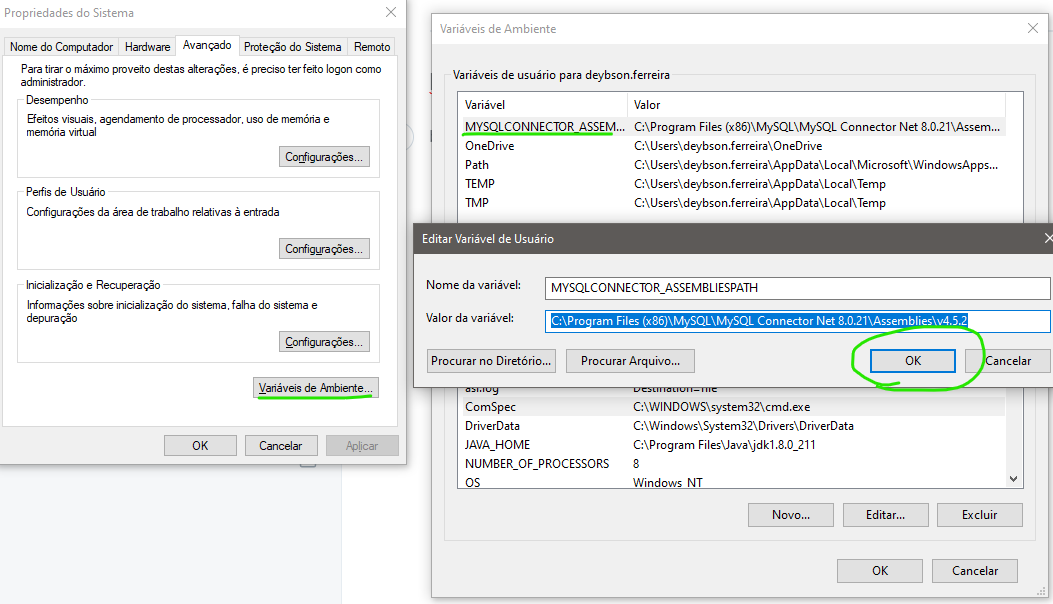 Propriedades do Sistema
Nome do Computador
Hardware
Avançado
Proteção do Sistema
Remoto
Para tirar o máximo proveito destas alterações, é preciso ter feito logon como
administrador.
Desempenho
Efeitos visuais, agendamento de processador, uso de memória e
memória virtual
Configurações...
Perfis de Usuário
Configurações da área de trabalho relativas à entrada
Configurações...
Inicialização e Recuperação
Informações sobre inicialização do sistema, falha do sistema e
depuração
Configurações...
Variáveis de Ambiente...
OK
Cancelar
Aplicar
Variáveis de Ambiente
Variáveis de usuário para deybson.ferreira
Variável Valor
MYSQLCONNECTOR_ASSEM... C:\Program Files (x86)\MySQL\MySQL Connector Net 8.0.21\Assem...
OneDrive C:\Users\deybson.ferreira\OneDrive
Path C:\Users\deybson.ferreira\AppData\Local\Microsoft\WindowsApps...
TEMP C:\Users\deybson.ferreira\AppData\Local\Temp
TMP C:\Users\deybson.ferreira\AppData\Local\Temp
Editar Variável de Usuário
Nome da variável: MYSQLCONNECTOR_ASSEMBLIESPATH
Valor da variável: C:\Program Files (x86)\MySQL\MySQL Connector Net 8.0.21\Assemblies\v4.5.2
Procurar no Diretório...
Procurar Arquivo...
OK
Cancelar
asl.log Destination=file
ComSpec C:\WINDOWS\system32\cmd.exe
DriverData C:\Windows\System32\Drivers\DriverData
JAVA_HOME C:\Program Files\Java\jdk1.8.0_211
NUMBER_OF_PROCESSORS 8
OS Windows_NT
Novo...
Editar...
Excluir
OK
Cancelar